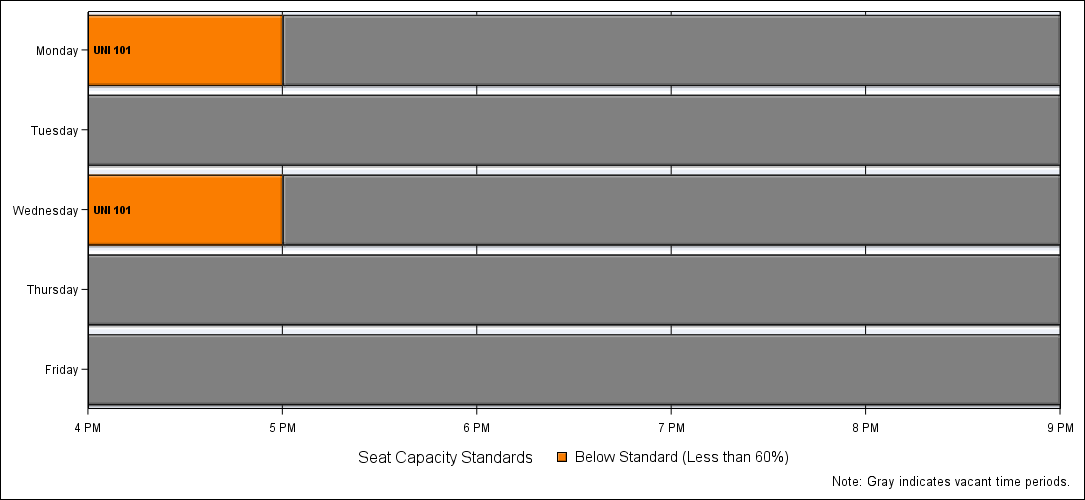 Monday
UNI 101
Tuesday
Wednesday
UNI 101
Thursday
Friday
4 PM 5 PM 6 PM 7 PM 8 PM 9 PM
Seat Capacity Standards Below Standard (Less than 60%)
Note: Gray indicates vacant time periods.